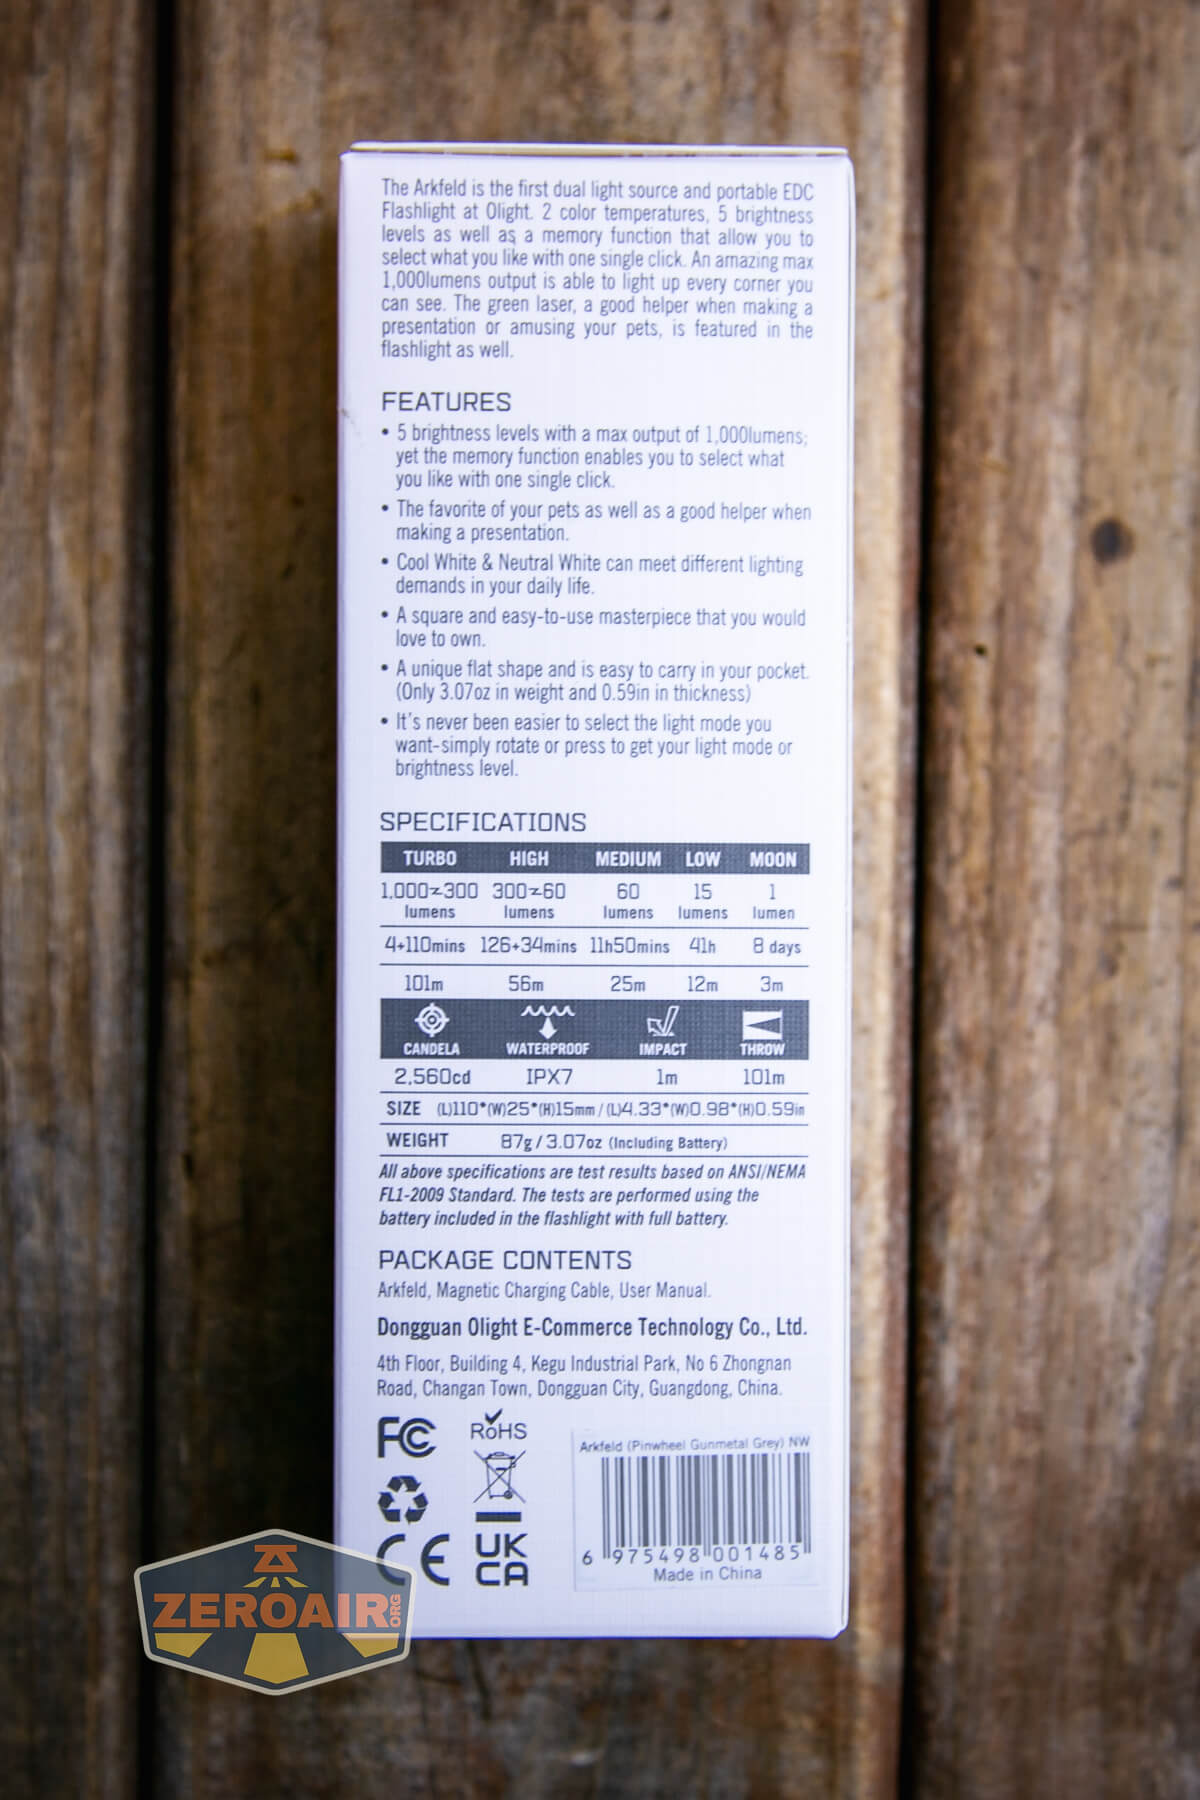 The Arkfeld is the first dual light source and portable EDC
Flashlight at Olight. 2 color temperatures, 5 brightness
levels as well as a memory function that allow you to
select what you like with one single click. An amazing max
1,000lumens output is able to light up every corner you
can see. The green laser, a good helper when making a
presentation or amusing your pets, is featured in the
flashlight as well.
FEATURES
• 5 brightness levels with a max output of 1,000lumens;
yet the memory function enables you to select what
you like with one single click.
• The favorite of your pets as well as a good helper when
making a presentation.
• Cool White & Neutral White can meet different lighting
demands in your daily life.
• A square and easy-to-use masterpiece that you would
love to own.
• A unique flat shape and is easy to carry in your pocket.
(Only 3.07oz in weight and 0.59in in thickness)
• It's never been easier to select the light mode you
want-simply rotate or press to get your light mode or
brightness level.
SPECIFICATIONS
TURBO HIGH MEDIUM LOW MOON
1,000~300 300~60 60 15 1
lumens lumens lumens lumens lumen
4+110mins 126+34mins 11h50mins 41h 8 days
101m 56m 25m 12m 3m
CANDELA WATERPROOF IMPACT THROW
2,560cd IPX7 1m 101m
SIZE (L)110*(W)25*(H)15mm / (L)4.33*(W)0.98*(H)0.59in
WEIGHT 87g / 3.07oz (Including Battery)
All above specifications are test results based on ANSI/NEMA
FL1-2009 Standard. The tests are performed using the
battery included in the flashlight with full battery.
PACKAGE CONTENTS
Arkfeld, Magnetic Charging Cable, User Manual.
Dongguan Olight E-Commerce Technology Co., Ltd.
4th Floor, Building 4, Kegu Industrial Park, No 6 Zhongnan
Road, Changan Town, Dongguan City, Guangdong, China.
FC RoHS
CE UK
CA
Arkfeld (Pinwheel Gunmetal Grey) NW
6 975498 001485
Made in China
ZEROAIR.ORG